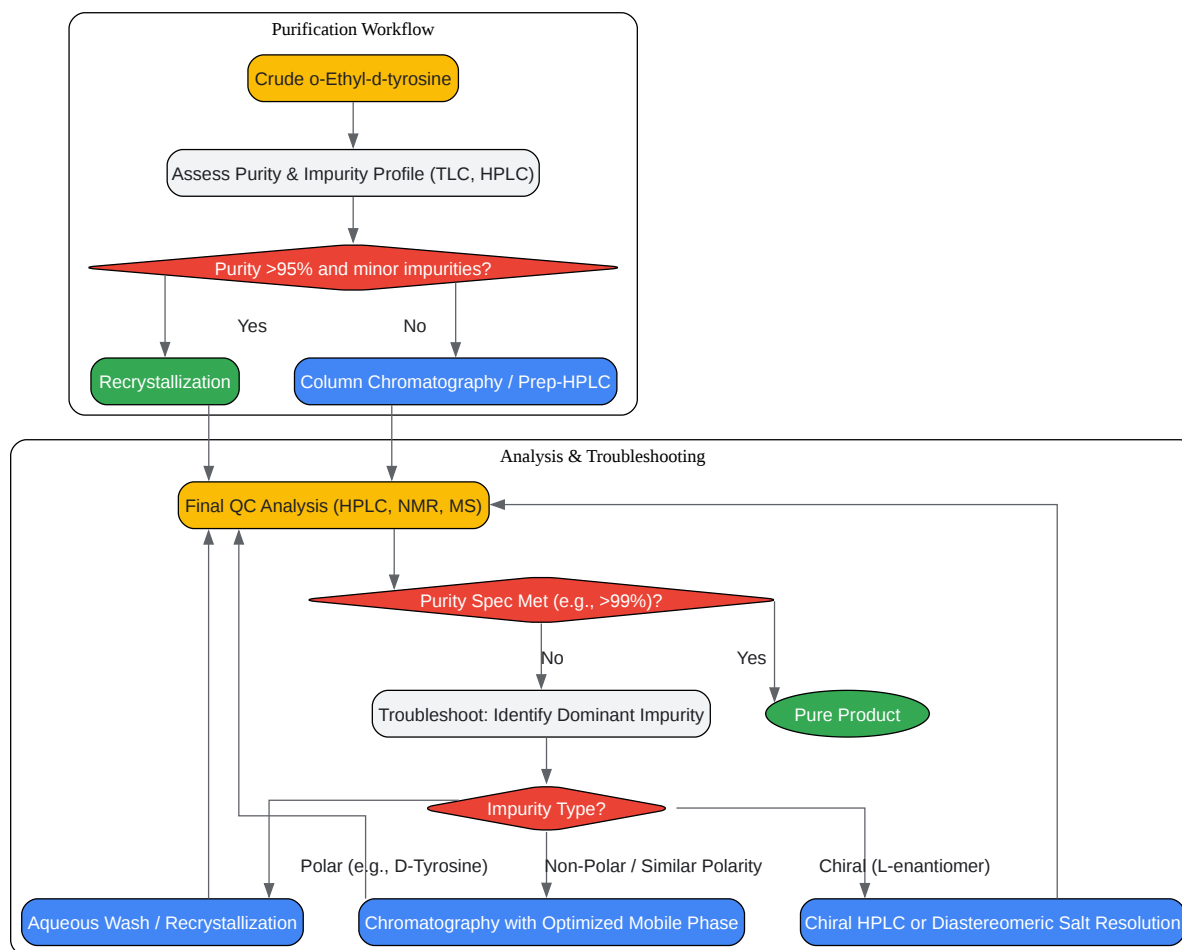 Purification Workflow
Crude o-Ethyl-d-tyrosine
Assess Purity & Impurity Profile (TLC, HPLC)
Purity >95% and minor impurities?
Yes
No
Recrystallization
Column Chromatography / Prep-HPLC
Analysis & Troubleshooting
Final QC Analysis (HPLC, NMR, MS)
Purity Spec Met (e.g., >99%)?
No
Yes
Troubleshoot: Identify Dominant Impurity
Pure Product
Impurity Type?
Polar (e.g., D-Tyrosine)
Non-Polar / Similar Polarity
Chiral (L-enantiomer)
Aqueous Wash / Recrystallization
Chromatography with Optimized Mobile Phase
Chiral HPLC or Diastereomeric Salt Resolution